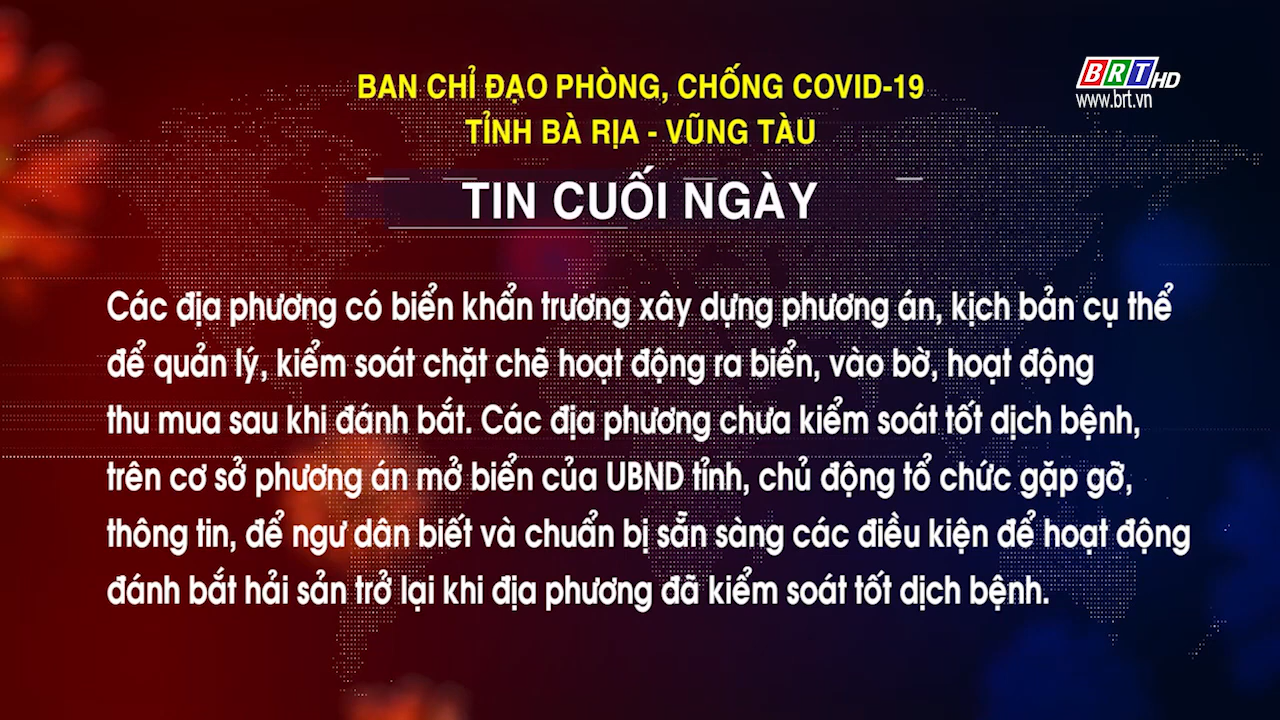 BAN CHỈ ĐẠO PHÒNG, CHỐNG COVID-19
TỈNH BÀ RỊA - VŨNG TÀU
BRT HD
www.brt.vn
TIN CUỐI NGÀY
Các địa phương có biển khẩn trương xây dựng phương án, kịch bản cụ thể
để quản lý, kiểm soát chặt chẽ hoạt động ra biển, vào bờ, hoạt động
thu mua sau khi đánh bắt. Các địa phương chưa kiểm soát tốt dịch bệnh,
trên cơ sở phương án mở biển của UBND tỉnh, chủ động tổ chức gặp gỡ,
thông tin, để ngư dân biết và chuẩn bị sẵn sàng các điều kiện để hoạt động
đánh bắt hải sản trở lại khi địa phương đã kiểm soát tốt dịch bệnh.